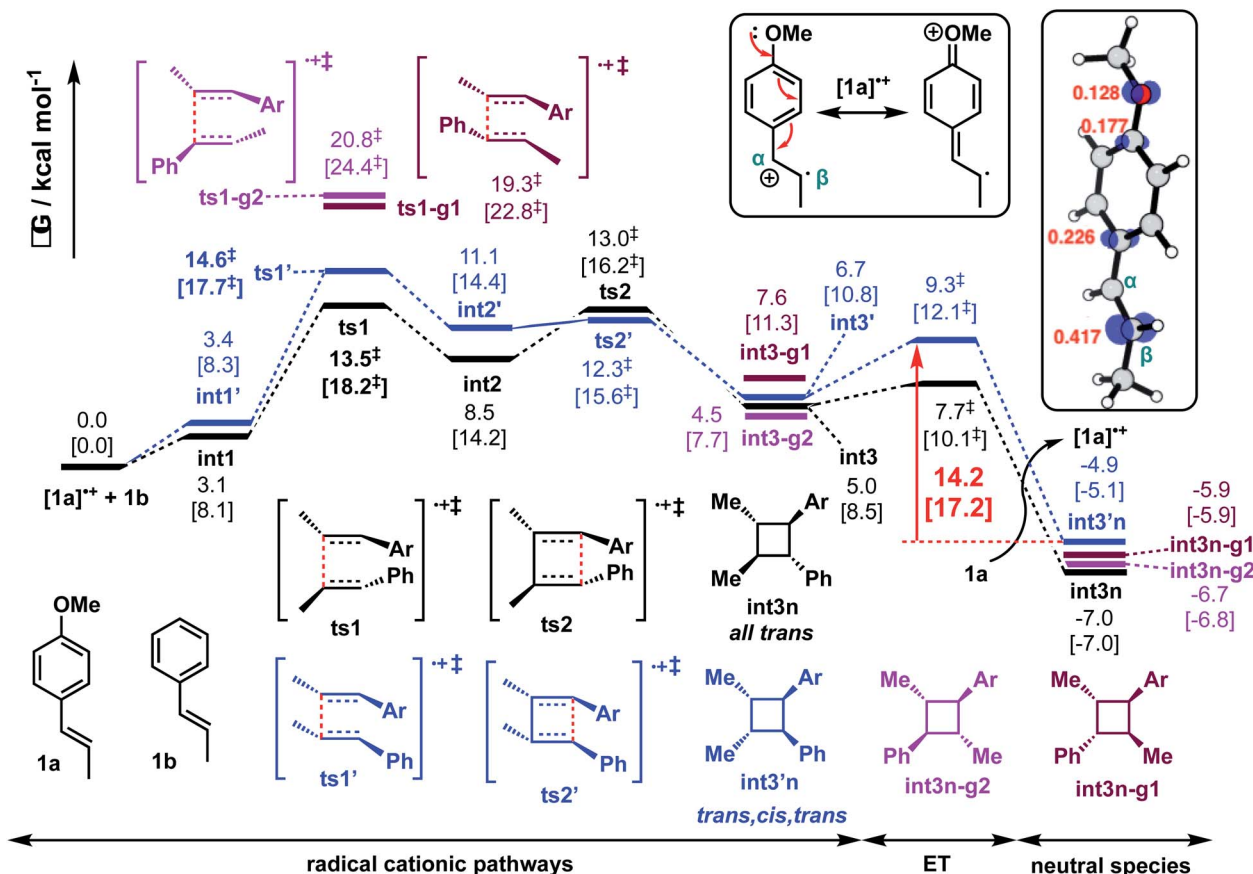 □G / kcal mol⁻¹
•+‡
Ar
Ph
ts1-g2
20.8‡
[24.4‡]
•+‡
Ph
Ar
ts1-g1
19.3‡
[22.8‡]
:OMe
[1a]•+
⊕OMe
α
⊕
β
0.128
0.177
0.226
α
0.417
β
[1a]•+
0.0
[0.0]
[1a]•+ + 1b
3.4
[8.3]
int1'
int1
3.1
[8.1]
14.6‡
[17.7‡]
ts1'
ts1
13.5‡
[18.2‡]
11.1
[14.4]
int2'
int2
8.5
[14.2]
13.0‡
[16.2‡]
ts2
ts2'
12.3‡
[15.6‡]
7.6
[11.3]
int3-g1
6.7
[10.8]
int3'
4.5
[7.7]
int3-g2
int3
5.0
[8.5]
9.3‡
[12.1‡]
7.7‡
[10.1‡]
14.2
[17.2]
1a
-4.9
[-5.1]
int3'n
-5.9
[-5.9]
int3n-g1
int3n-g2
-6.7
[-6.8]
int3n
-7.0
[-7.0]
OMe
1a
1b
•+‡
Ar
Ph
ts1
•+‡
Ar
Ph
ts2
Me
Ar
Me
Ph
int3n
all trans
•+‡
Ar
Ph
ts1'
•+‡
Ar
Ph
ts2'
Me
Ar
Me
Ph
int3'n
trans,cis,trans
Me
Ar
Ph
Me
int3n-g2
Me
Ar
Ph
Me
int3n-g1
radical cationic pathways
ET
neutral species